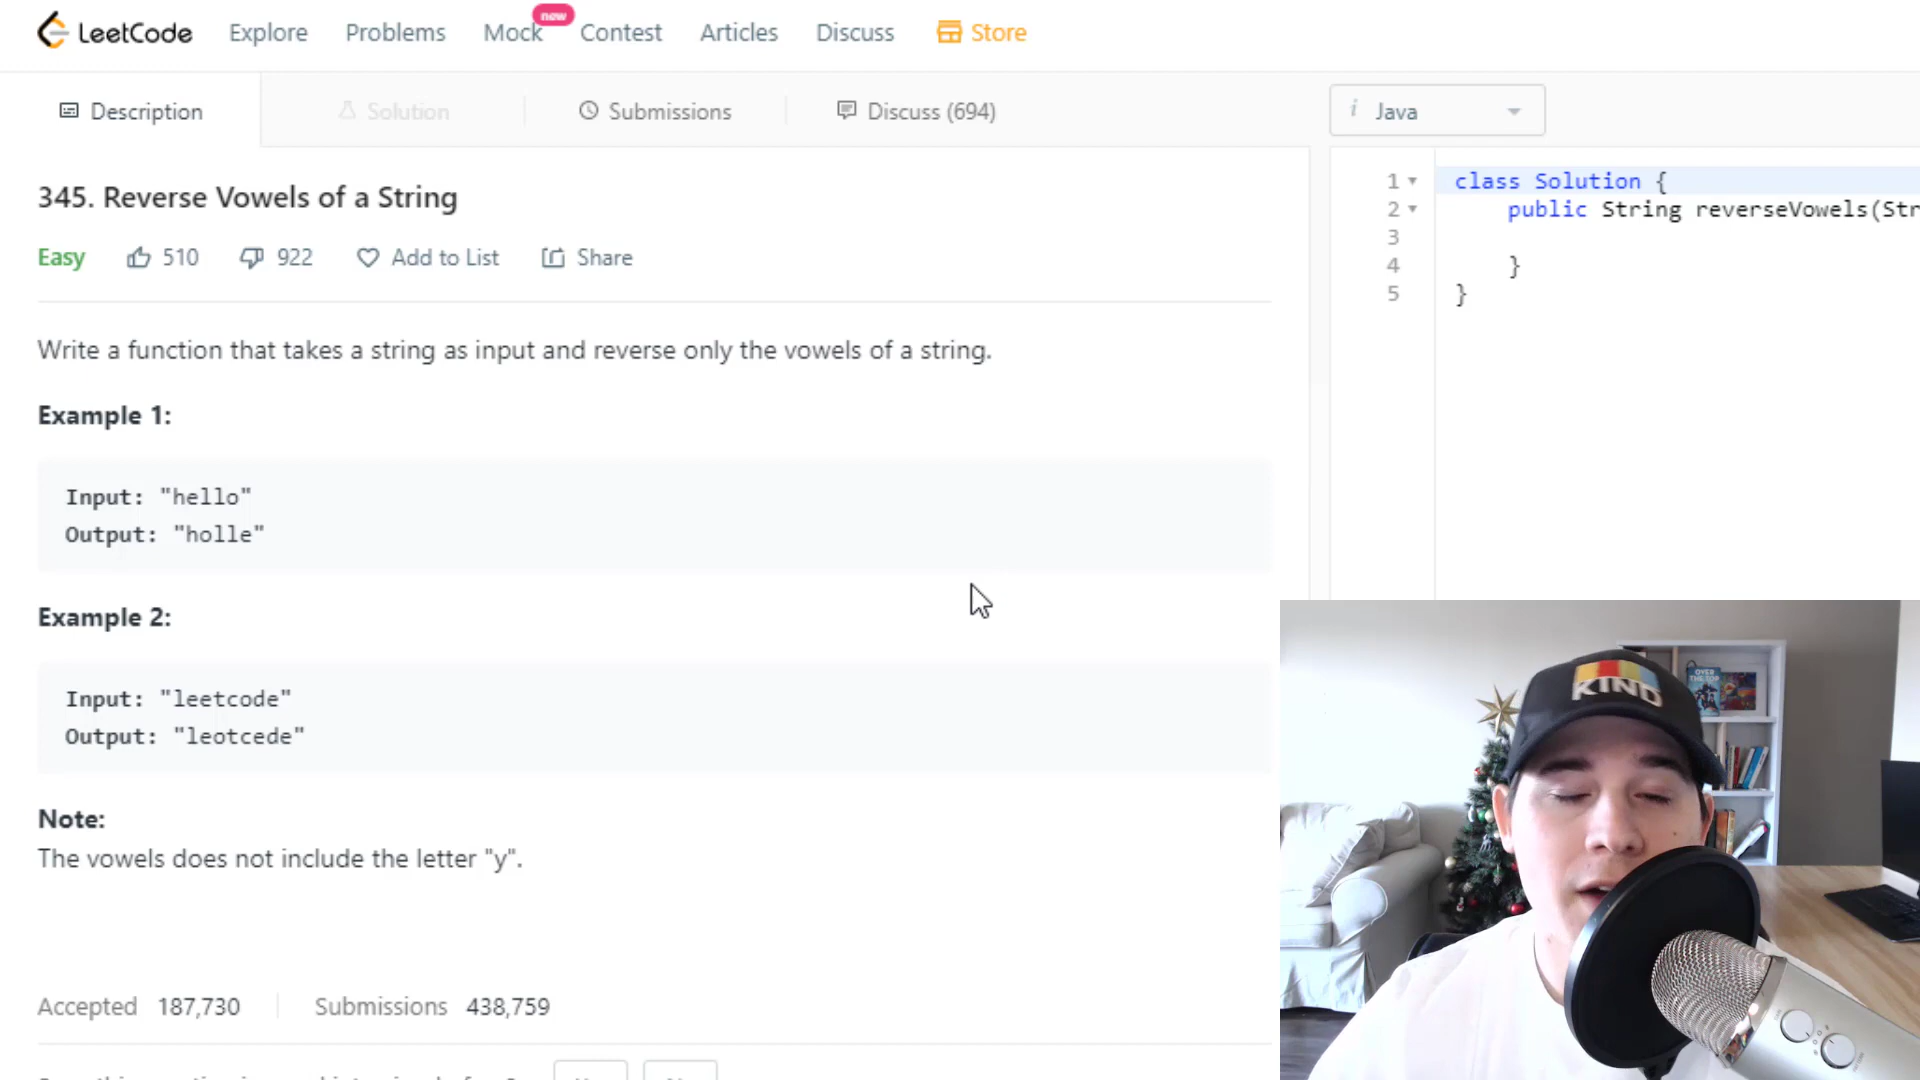 LeetCode Explore Problems Mock new Contest Articles Discuss Store
Description Solution Submissions Discuss (694) i Java
345. Reverse Vowels of a String
Easy 510 922 Add to List Share
Write a function that takes a string as input and reverse only the vowels of a string.
Example 1:
Input: "hello"
Output: "holle"
Example 2:
Input: "leetcode"
Output: "leotcede"
Note:
The vowels does not include the letter "y".
Accepted 187,730 Submissions 438,759
1 class Solution {
2 public String reverseVowels(Str
3
4 }
5 }
KIND
OVER
THE TOP